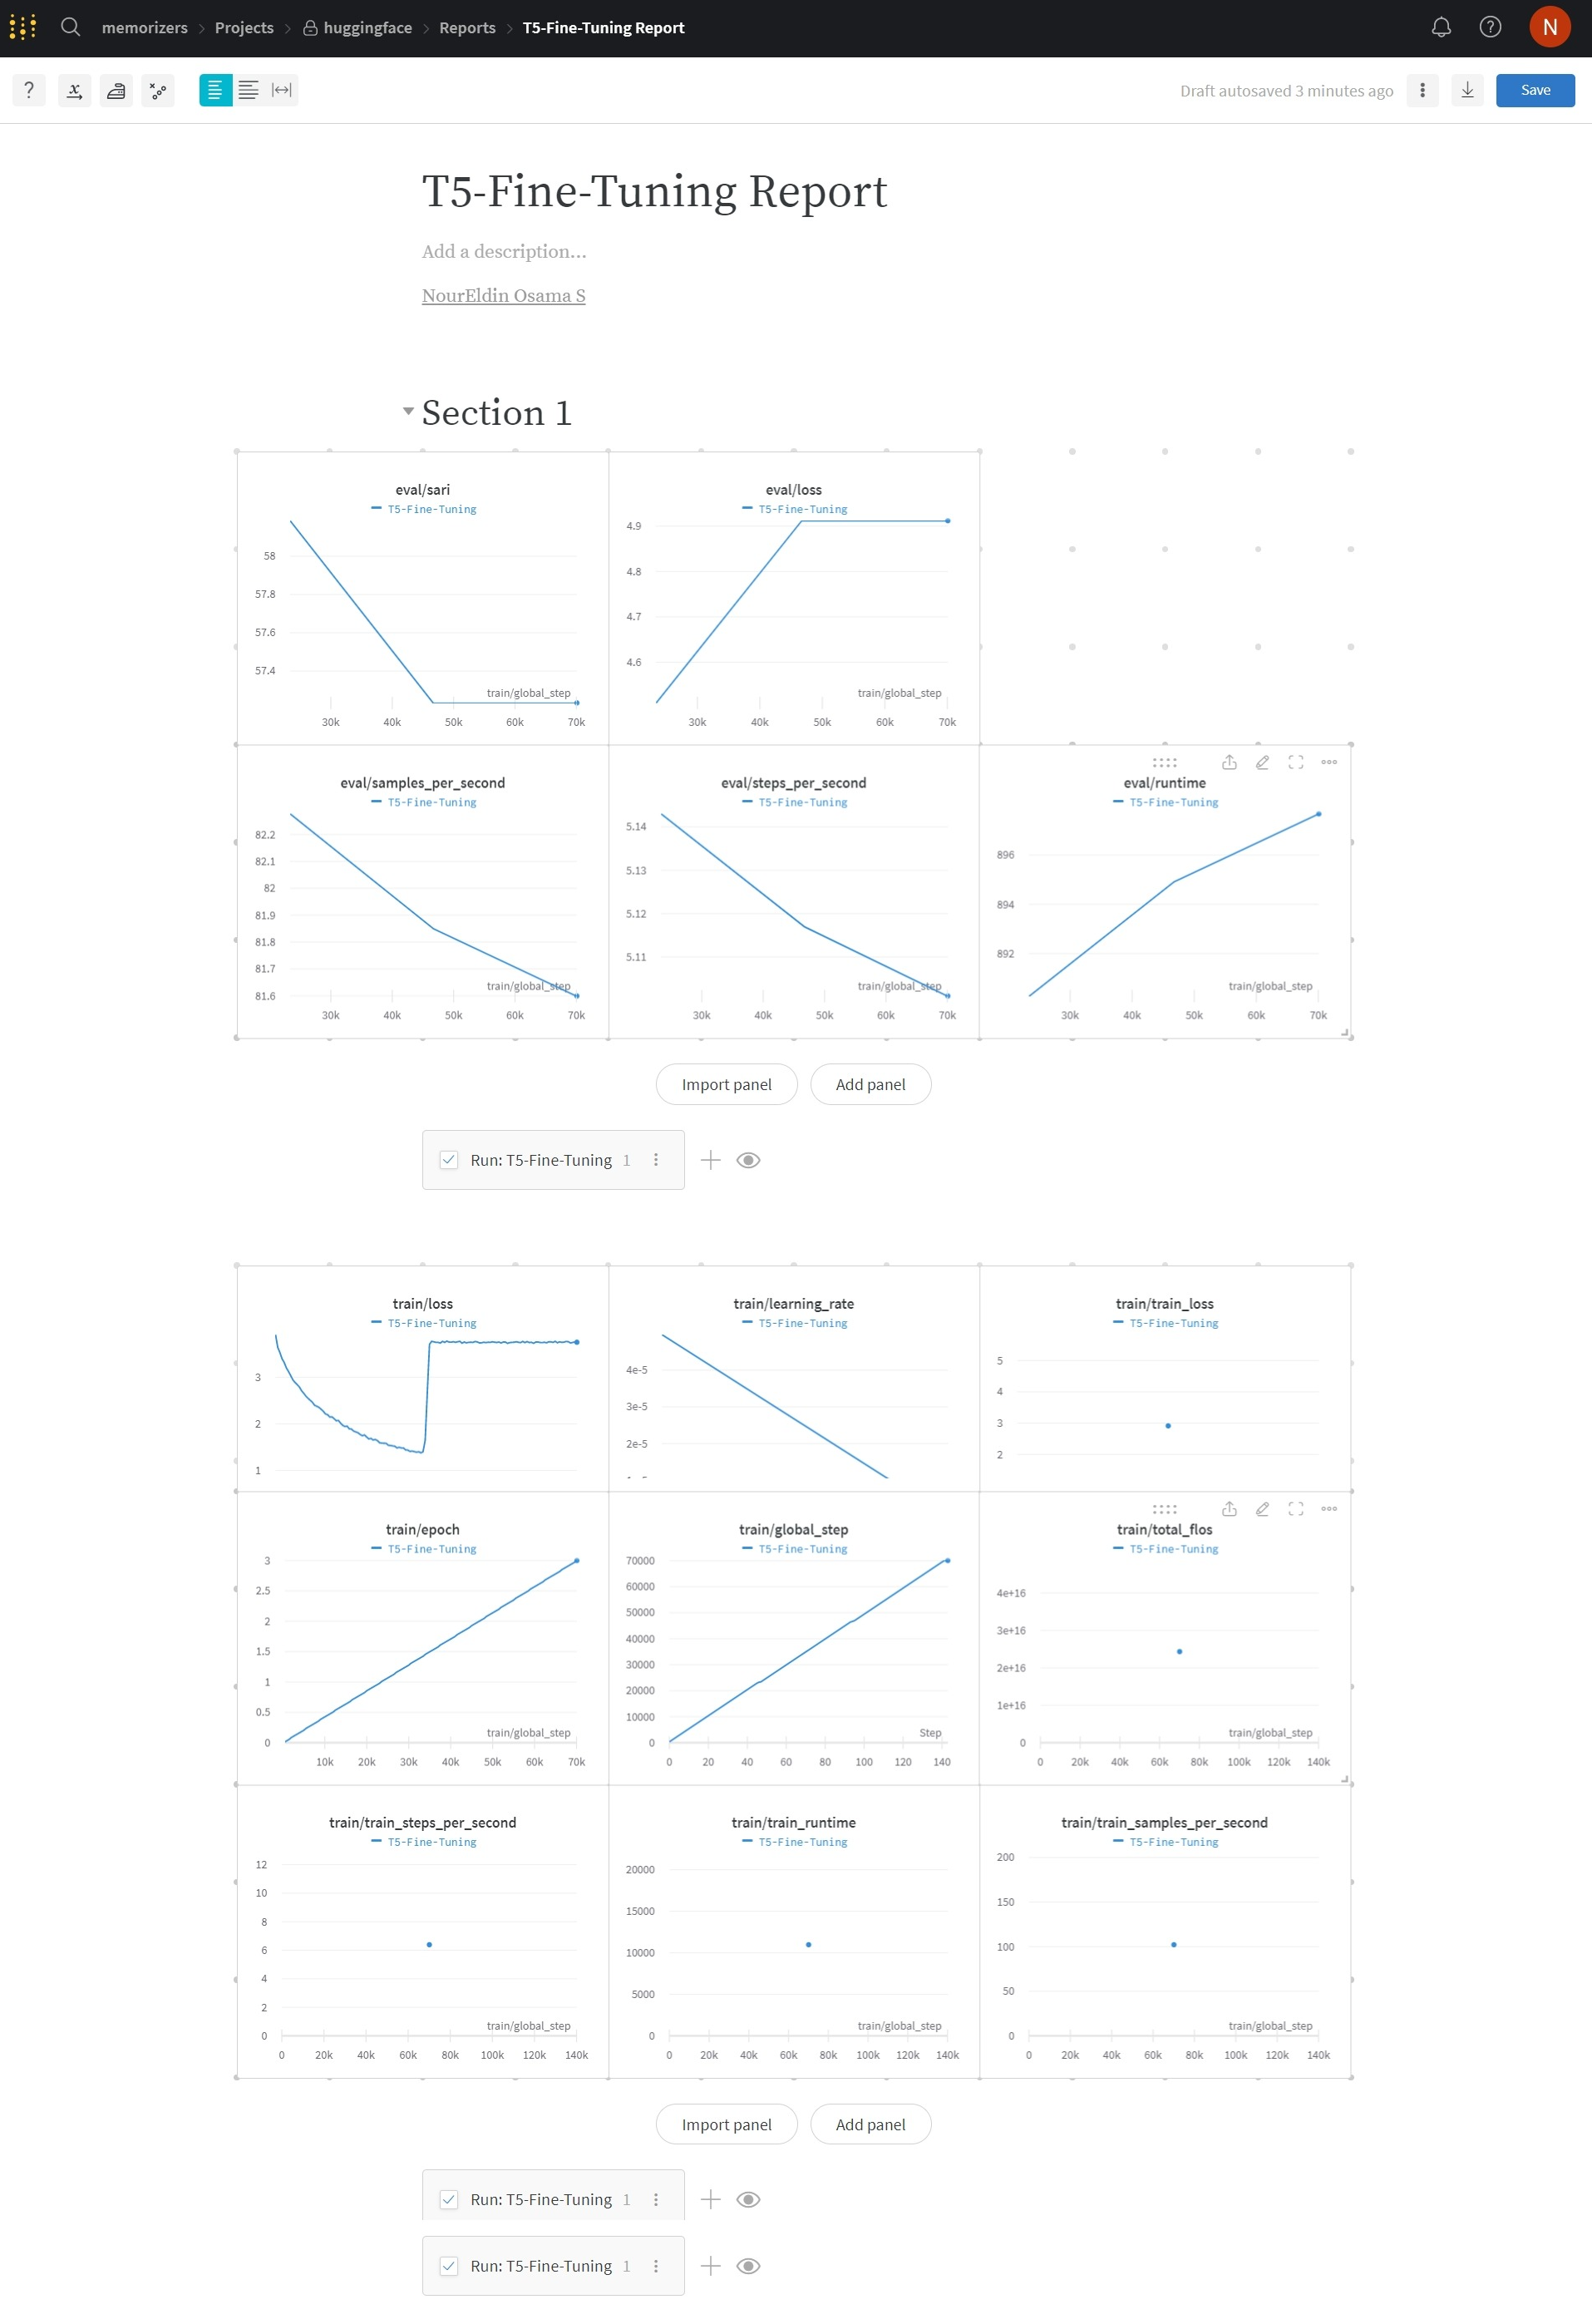 memorizers > Projects > huggingface > Reports > T5-Fine-Tuning Report
N
Draft autosaved 3 minutes ago
Save
T5-Fine-Tuning Report
Add a description...
NourEldin Osama S
Section 1
eval/sari
T5-Fine-Tuning
58
57.8
57.6
57.4
train/global_step
30k 40k 50k 60k 70k
eval/loss
T5-Fine-Tuning
4.9
4.8
4.7
4.6
train/global_step
30k 40k 50k 60k 70k
eval/samples_per_second
T5-Fine-Tuning
82.2
82.1
82
81.9
81.8
81.7
81.6
train/global_step
30k 40k 50k 60k 70k
eval/steps_per_second
T5-Fine-Tuning
5.14
5.13
5.12
5.11
train/global_step
30k 40k 50k 60k 70k
eval/runtime
T5-Fine-Tuning
896
894
892
train/global_step
30k 40k 50k 60k 70k
Import panel
Add panel
Run: T5-Fine-Tuning 1
train/loss
T5-Fine-Tuning
3
2
1
train/learning_rate
T5-Fine-Tuning
4e-5
3e-5
2e-5
train/train_loss
T5-Fine-Tuning
5
4
3
2
train/epoch
T5-Fine-Tuning
3
2.5
2
1.5
1
0.5
0
train/global_step
10k 20k 30k 40k 50k 60k 70k
train/global_step
T5-Fine-Tuning
70000
60000
50000
40000
30000
20000
10000
0
Step
0 20 40 60 80 100 120 140
train/total_flos
T5-Fine-Tuning
4e+16
3e+16
2e+16
1e+16
0
train/global_step
0 20k 40k 60k 80k 100k 120k 140k
train/train_steps_per_second
T5-Fine-Tuning
12
10
8
6
4
2
0
train/global_step
0 20k 40k 60k 80k 100k 120k 140k
train/train_runtime
T5-Fine-Tuning
20000
15000
10000
5000
0
train/global_step
0 20k 40k 60k 80k 100k 120k 140k
train/train_samples_per_second
T5-Fine-Tuning
200
150
100
50
0
train/global_step
0 20k 40k 60k 80k 100k 120k 140k
Import panel
Add panel
Run: T5-Fine-Tuning 1
Run: T5-Fine-Tuning 1